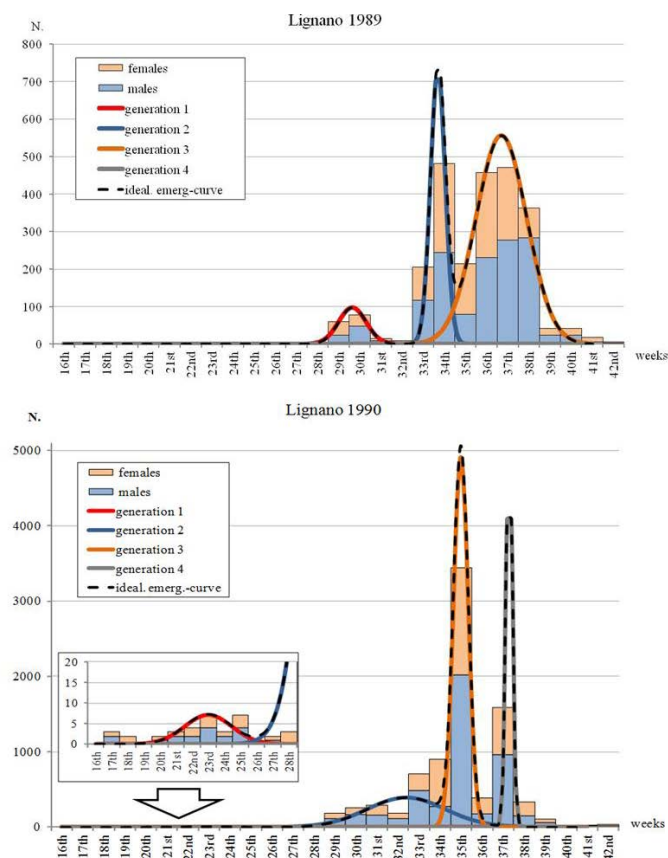 Lignano 1989
N.
800
700
600
500
400
300
200
100
0
females
males
generation 1
generation 2
generation 3
generation 4
ideal. emerg-curve
16th 17th 18th 19th 20th 21st 22nd 23rd 24th 25th 26th 27th 28th 29th 30th 31st 32nd 33rd 34th 35th 36th 37th 38th 39th 40th 41st 42nd
weeks
Lignano 1990
N.
5000
4000
3000
2000
1000
0
females
males
generation 1
generation 2
generation 3
generation 4
ideal. emerg.-curve
20
15
10
5
0
16th 17th 18th 19th 20th 21st 22nd 23rd 24th 25th 26th 27th 28th
16th 17th 18th 19th 20th 21st 22nd 23rd 24th 25th 26th 27th 28th 29th 30th 31st 32nd 33rd 34th 35th 36th 37th 38th 39th 40th 41st 42nd
weeks